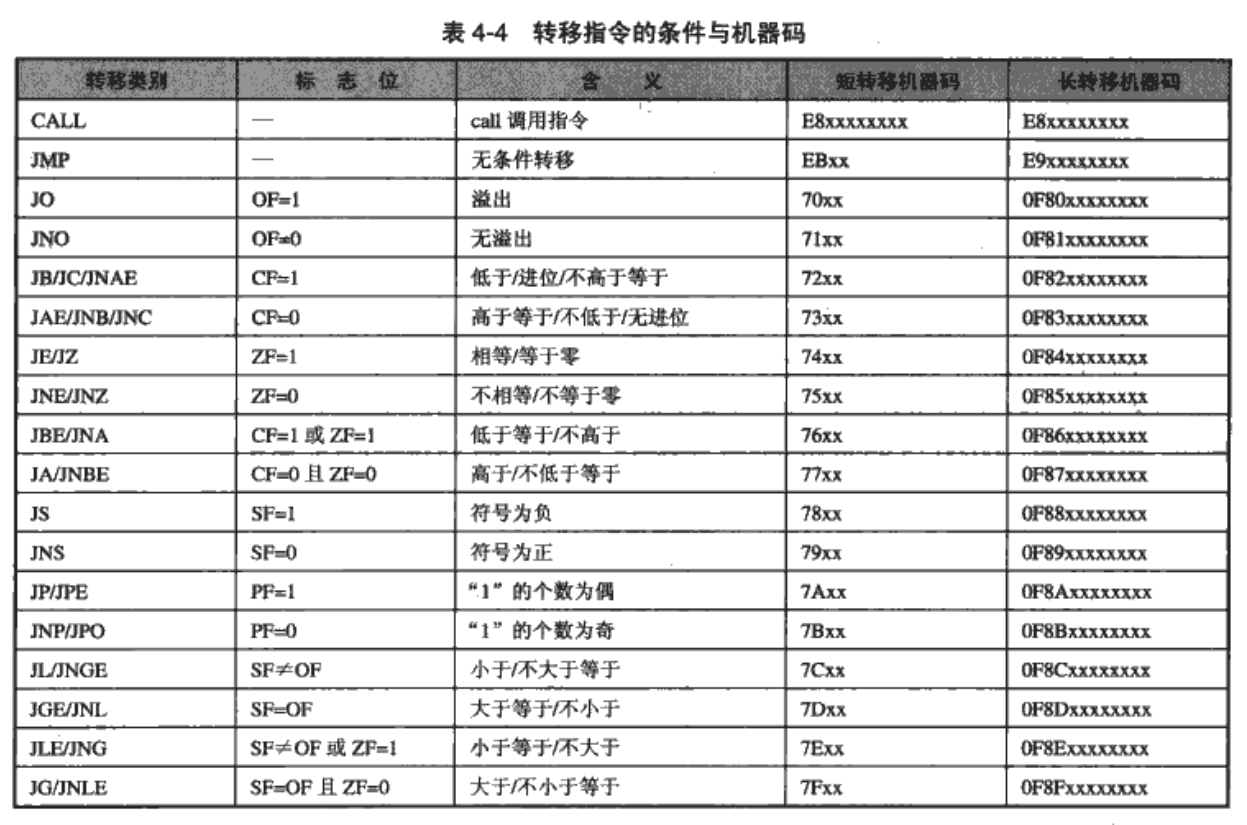 表 4-4 转移指令的条件与机器码
转移类别 标 志 位 含 义 短转移机器码 长转移机器码
CALL — call 调用指令 E8xxxxxxxx E8xxxxxxxx
JMP — 无条件转移 EBxx E9xxxxxxxx
JO OF=1 溢出 70xx 0F80xxxxxxxx
JNO OF=0 无溢出 71xx 0F81xxxxxxxx
JB/JC/JNAE CF=1 低于/进位/不高于等于 72xx 0F82xxxxxxxx
JAE/JNB/JNC CF=0 高于等于/不低于/无进位 73xx 0F83xxxxxxxx
JE/JZ ZF=1 相等/等于零 74xx 0F84xxxxxxxx
JNE/JNZ ZF=0 不相等/不等于零 75xx 0F85xxxxxxxx
JBE/JNA CF=1 或 ZF=1 低于等于/不高于 76xx 0F86xxxxxxxx
JA/JNBE CF=0 且 ZF=0 高于/不低于等于 77xx 0F87xxxxxxxx
JS SF=1 符号为负 78xx 0F88xxxxxxxx
JNS SF=0 符号为正 79xx 0F89xxxxxxxx
JP/JPE PF=1 “1”的个数为偶 7Axx 0F8Axxxxxxxx
JNP/JPO PF=0 “1”的个数为奇 7Bxx 0F8Bxxxxxxxx
JL/JNGE SF≠OF 小于/不大于等于 7Cxx 0F8Cxxxxxxxx
JGE/JNL SF=OF 大于等于/不小于 7Dxx 0F8Dxxxxxxxx
JLE/JNG SF≠OF 或 ZF=1 小于等于/不大于 7Exx 0F8Exxxxxxxx
JG/JNLE SF=OF 且 ZF=0 大于/不小于等于 7Fxx 0F8Fxxxxxxxx